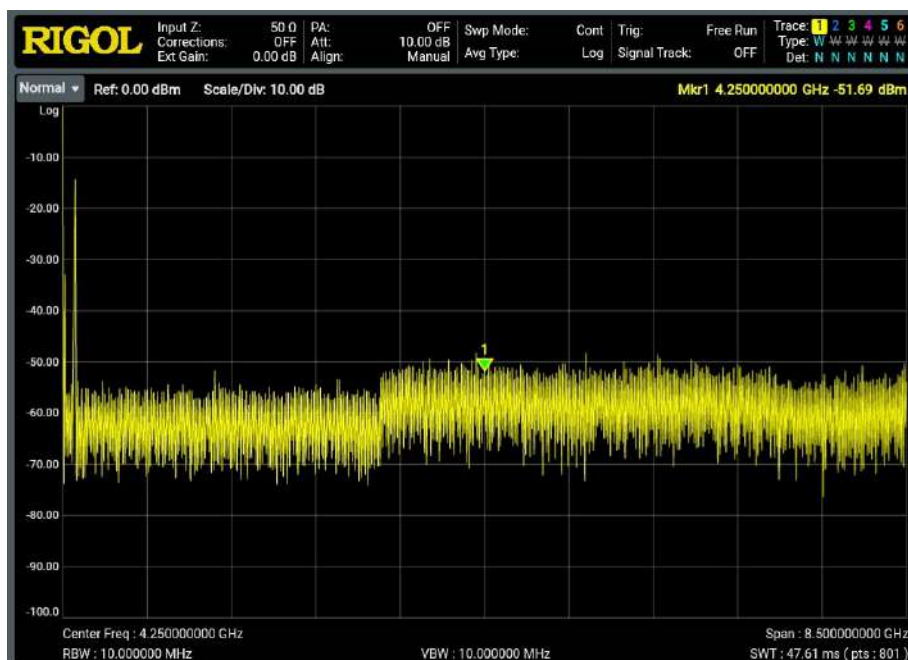 RIGOL
Input Z: 50 Ω PA: OFF Swp Mode: Cont Trig: Free Run Trace: 1 2 3 4 5 6
Corrections: OFF Att: 10.00 dB Type: W W W W W W
Ext Gain: 0.00 dB Align: Manual Avg Type: Log Signal Track: OFF Det: N N N N N N
Normal Ref: 0.00 dBm Scale/Div: 10.00 dB Mkr1 4.250000000 GHz -51.69 dBm
Log
-10.00
-20.00
-30.00
-40.00
1
-50.00
-60.00
-70.00
-80.00
-90.00
-100.0
Center Freq : 4.250000000 GHz Span : 8.500000000 GHz
RBW : 10.000000 MHz VBW : 10.000000 MHz SWT : 47.61 ms ( pts : 801 )